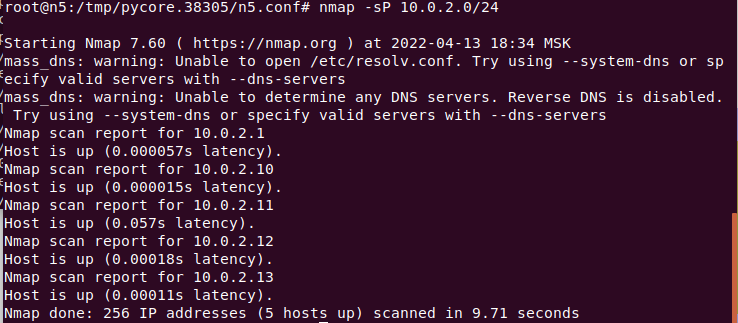 root@n5:/tmp/pycore.38305/n5.conf# nmap -sP 10.0.2.0/24
Starting Nmap 7.60 ( https://nmap.org ) at 2022-04-13 18:34 MSK
mass_dns: warning: Unable to open /etc/resolv.conf. Try using --system-dns or sp
ecify valid servers with --dns-servers
mass_dns: warning: Unable to determine any DNS servers. Reverse DNS is disabled.
 Try using --system-dns or specify valid servers with --dns-servers
Nmap scan report for 10.0.2.1
Host is up (0.000057s latency).
Nmap scan report for 10.0.2.10
Host is up (0.000015s latency).
Nmap scan report for 10.0.2.11
Host is up (0.057s latency).
Nmap scan report for 10.0.2.12
Host is up (0.00018s latency).
Nmap scan report for 10.0.2.13
Host is up (0.00011s latency).
Nmap done: 256 IP addresses (5 hosts up) scanned in 9.71 seconds